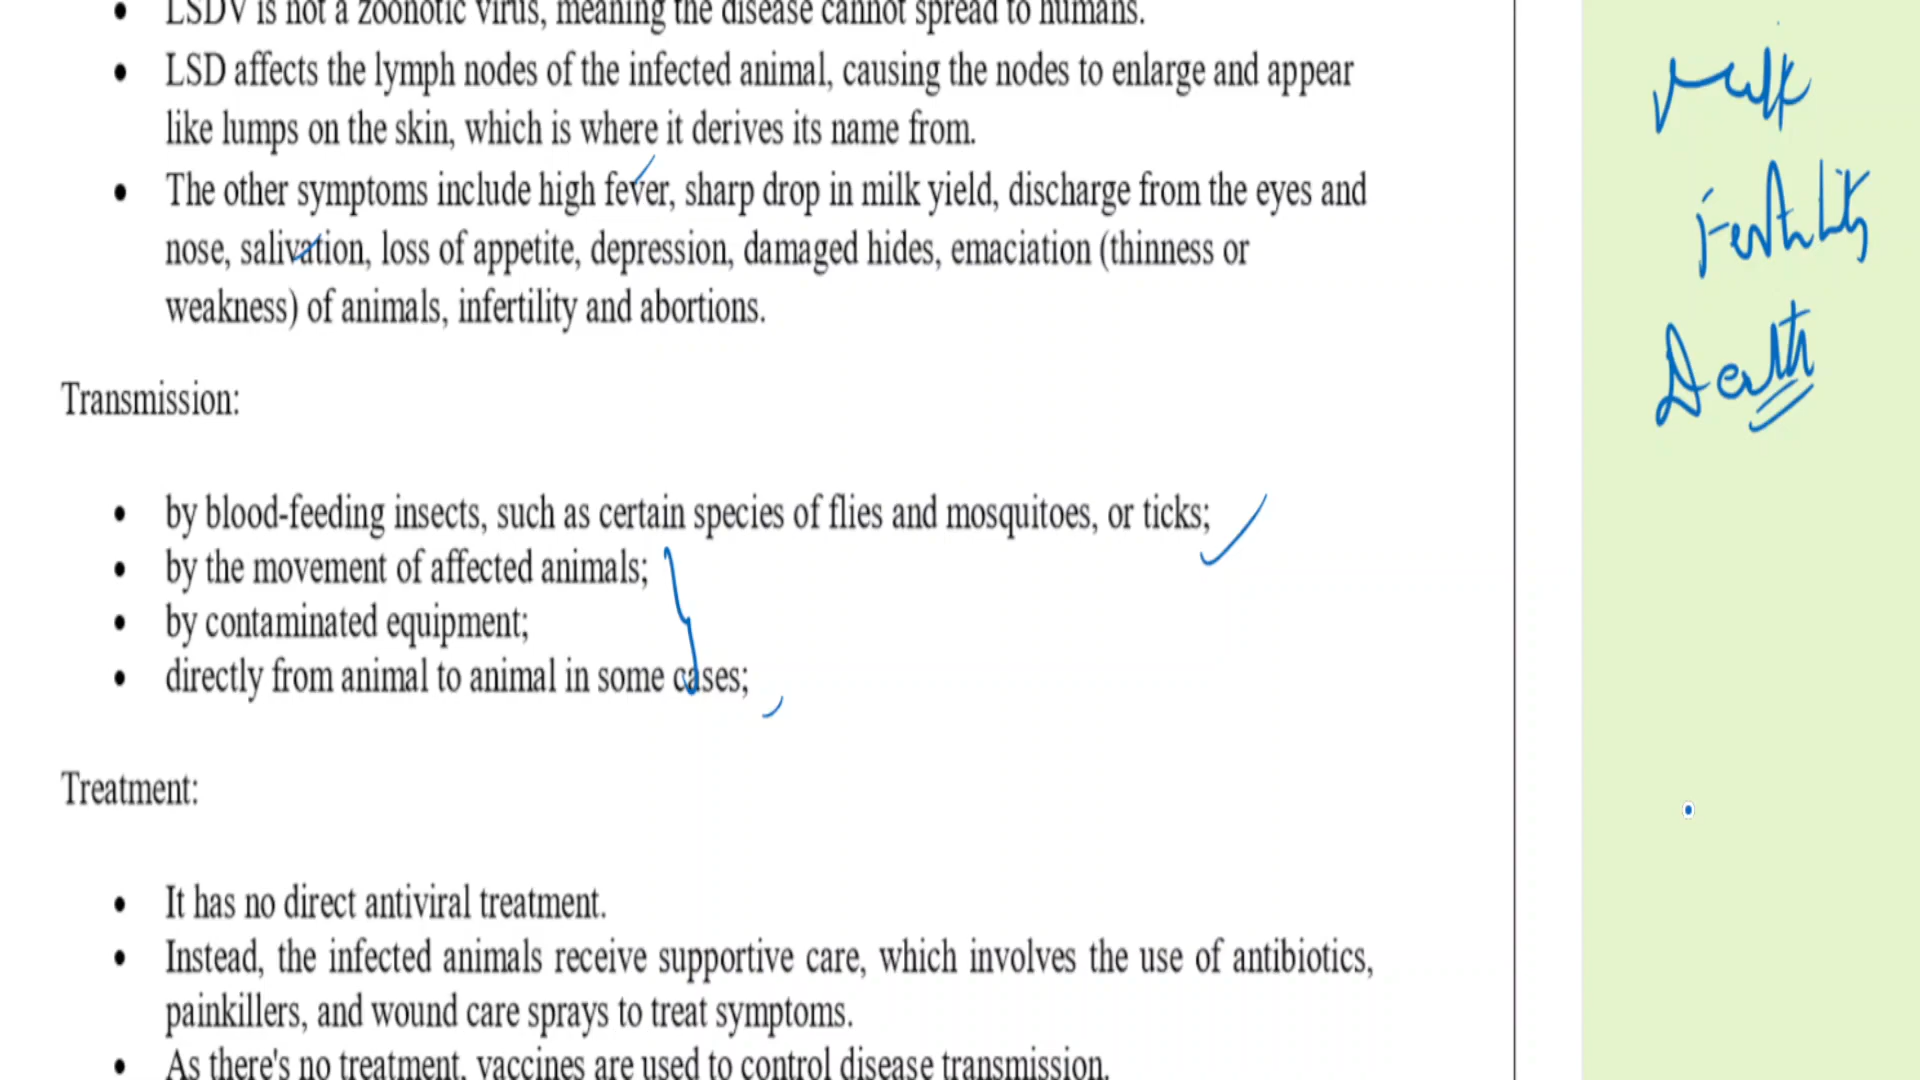 • LSDV is not a zoonotic virus, meaning the disease cannot spread to humans.
• LSD affects the lymph nodes of the infected animal, causing the nodes to enlarge and appear
like lumps on the skin, which is where it derives its name from.
• The other symptoms include high fever, sharp drop in milk yield, discharge from the eyes and
nose, salivation, loss of appetite, depression, damaged hides, emaciation (thinness or
weakness) of animals, infertility and abortions.
Transmission:
• by blood-feeding insects, such as certain species of flies and mosquitoes, or ticks;
• by the movement of affected animals;
• by contaminated equipment;
• directly from animal to animal in some cases;
Treatment:
• It has no direct antiviral treatment.
• Instead, the infected animals receive supportive care, which involves the use of antibiotics,
painkillers, and wound care sprays to treat symptoms.
• As there's no treatment, vaccines are used to control disease transmission.
Milk
Fertility
Death